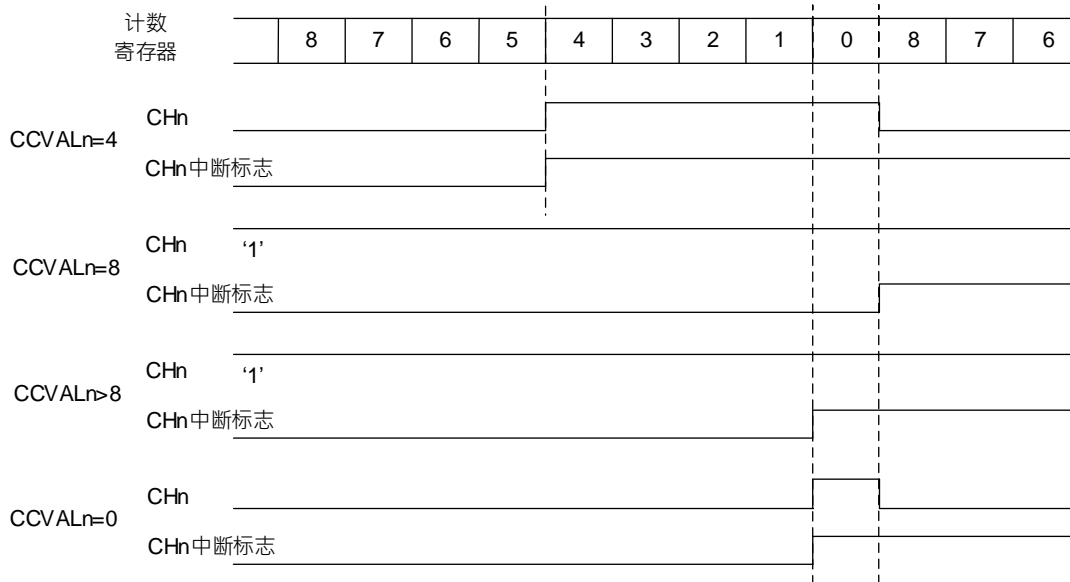 计数
寄存器
8 7 6 5 4 3 2 1 0 8 7 6
CCVALn=4
CHn
CHn中断标志
CCVALn=8
CHn
‘1’
CHn中断标志
CCVALn>8
CHn
‘1’
CHn中断标志
CCVALn=0
CHn
CHn中断标志